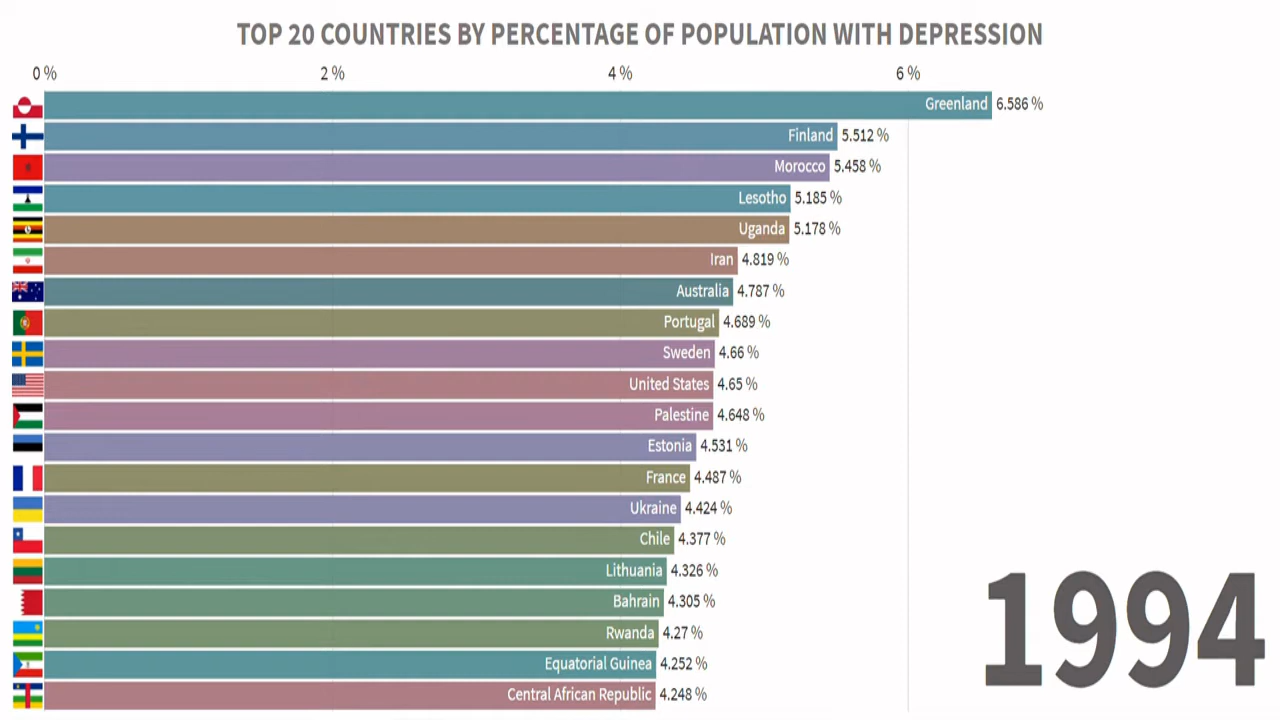 TOP 20 COUNTRIES BY PERCENTAGE OF POPULATION WITH DEPRESSION
0 % 2 % 4 % 6 %
Greenland 6.586 %
Finland 5.512 %
Morocco 5.458 %
Lesotho 5.185 %
Uganda 5.178 %
Iran 4.819 %
Australia 4.787 %
Portugal 4.689 %
Sweden 4.66 %
United States 4.65 %
Palestine 4.648 %
Estonia 4.531 %
France 4.487 %
Ukraine 4.424 %
Chile 4.377 %
Lithuania 4.326 %
Bahrain 4.305 %
Rwanda 4.27 %
Equatorial Guinea 4.252 %
Central African Republic 4.248 %
1994